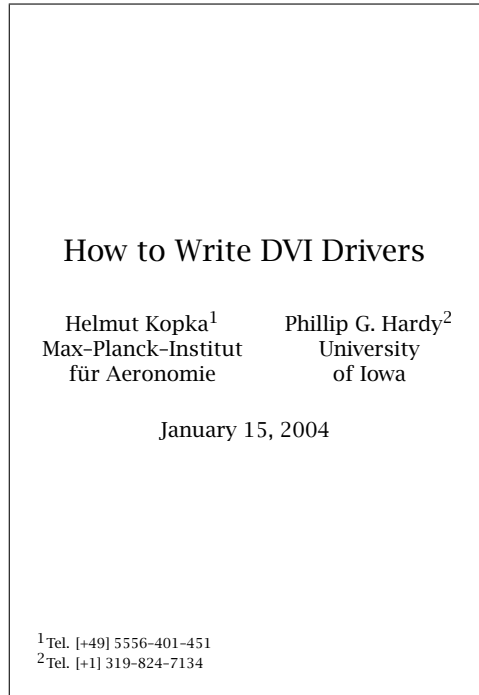 How to Write DVI Drivers
Helmut Kopka1
Max-Planck-Institut
für Aeronomie
Phillip G. Hardy2
University
of Iowa
January 15, 2004
1Tel. [+49] 5556-401-451
2Tel. [+1] 319-824-7134